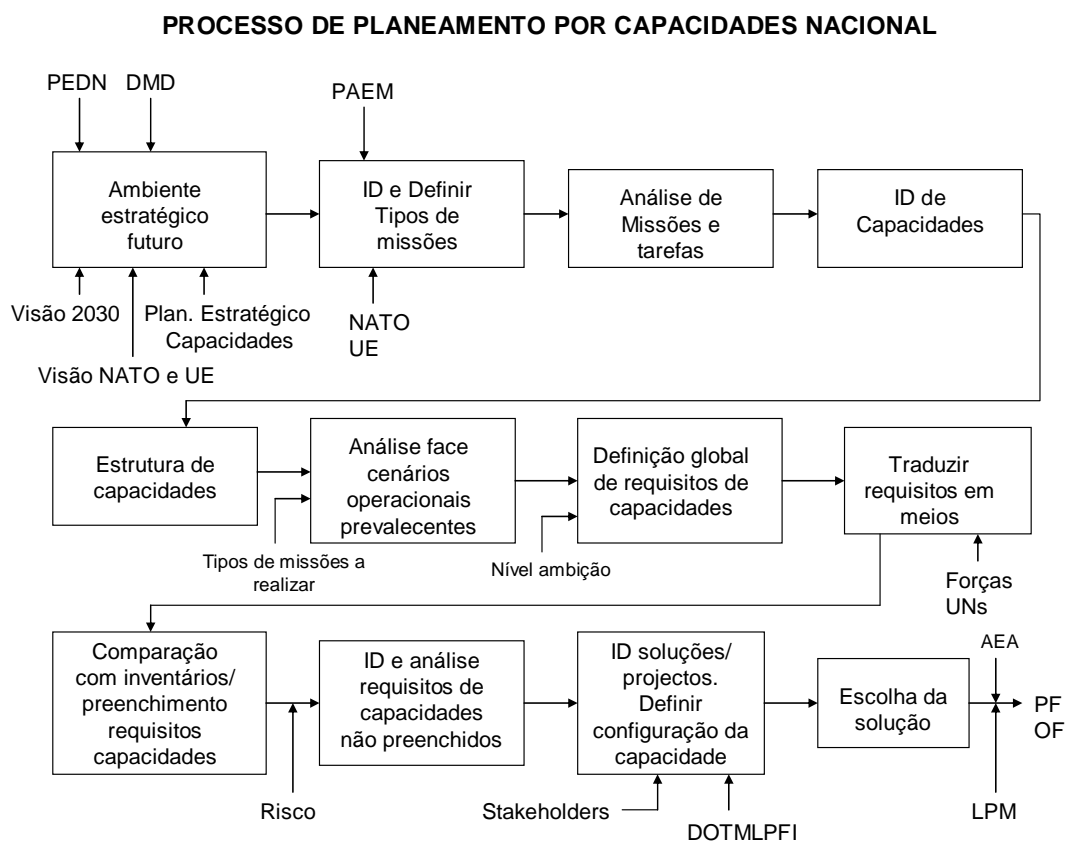 PROCESSO DE PLANEAMENTO POR CAPACIDADES NACIONAL
PEDN
DMD
PAEM
Ambiente
estratégico
futuro
ID e Definir
Tipos de
missões
Análise de
Missões e
tarefas
ID de
Capacidades
Visão 2030
Plan. Estratégico
Capacidades
Visão NATO e UE
NATO
UE
Estrutura de
capacidades
Análise face
cenários
operacionais
prevalecentes
Definição global
de requisitos de
capacidades
Traduzir
requisitos em
meios
Tipos de missões a
realizar
Nível ambição
Forças
UNs
Comparação
com inventários/
preenchimento
requisitos
capacidades
ID e análise
requisitos de
capacidades
não preenchidos
ID soluções/
projectos.
Definir
configuração da
capacidade
Escolha da
solução
AEA
PF
OF
Risco
Stakeholders
DOTMLPFI
LPM